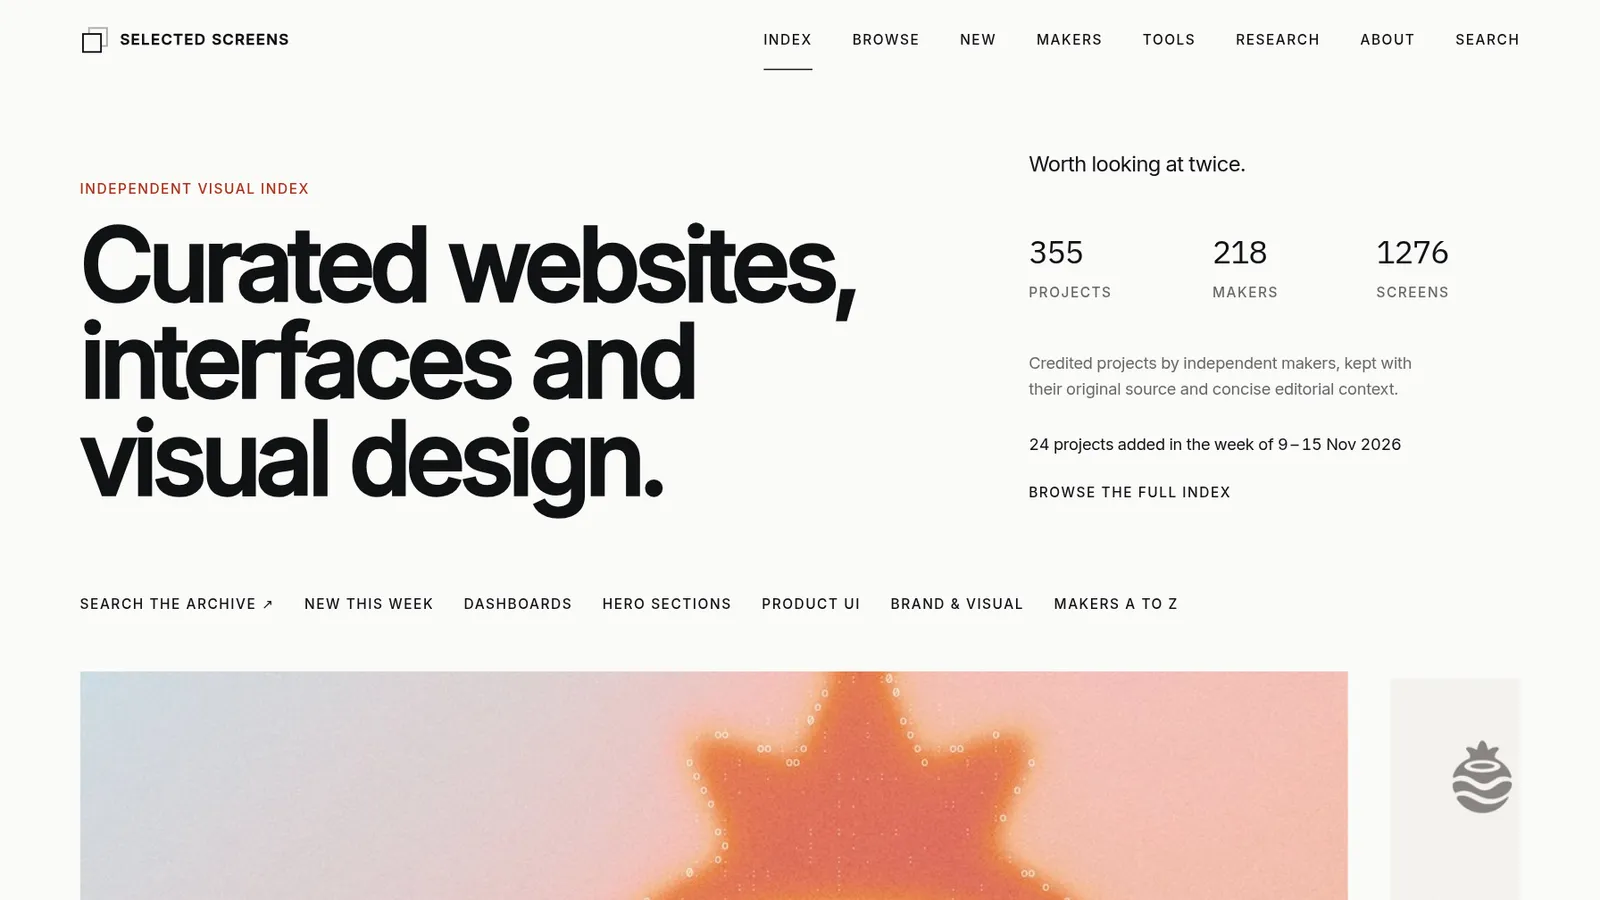 SELECTED SCREENS
INDEX BROWSE NEW MAKERS TOOLS RESEARCH ABOUT SEARCH
INDEPENDENT VISUAL INDEX
Curated websites,
interfaces and
visual design.
Worth looking at twice.
355 218 1276
PROJECTS MAKERS SCREENS
Credited projects by independent makers, kept with
their original source and concise editorial context.
24 projects added in the week of 9–15 Nov 2026
BROWSE THE FULL INDEX
SEARCH THE ARCHIVE ↗ NEW THIS WEEK DASHBOARDS HERO SECTIONS PRODUCT UI BRAND & VISUAL MAKERS A TO Z